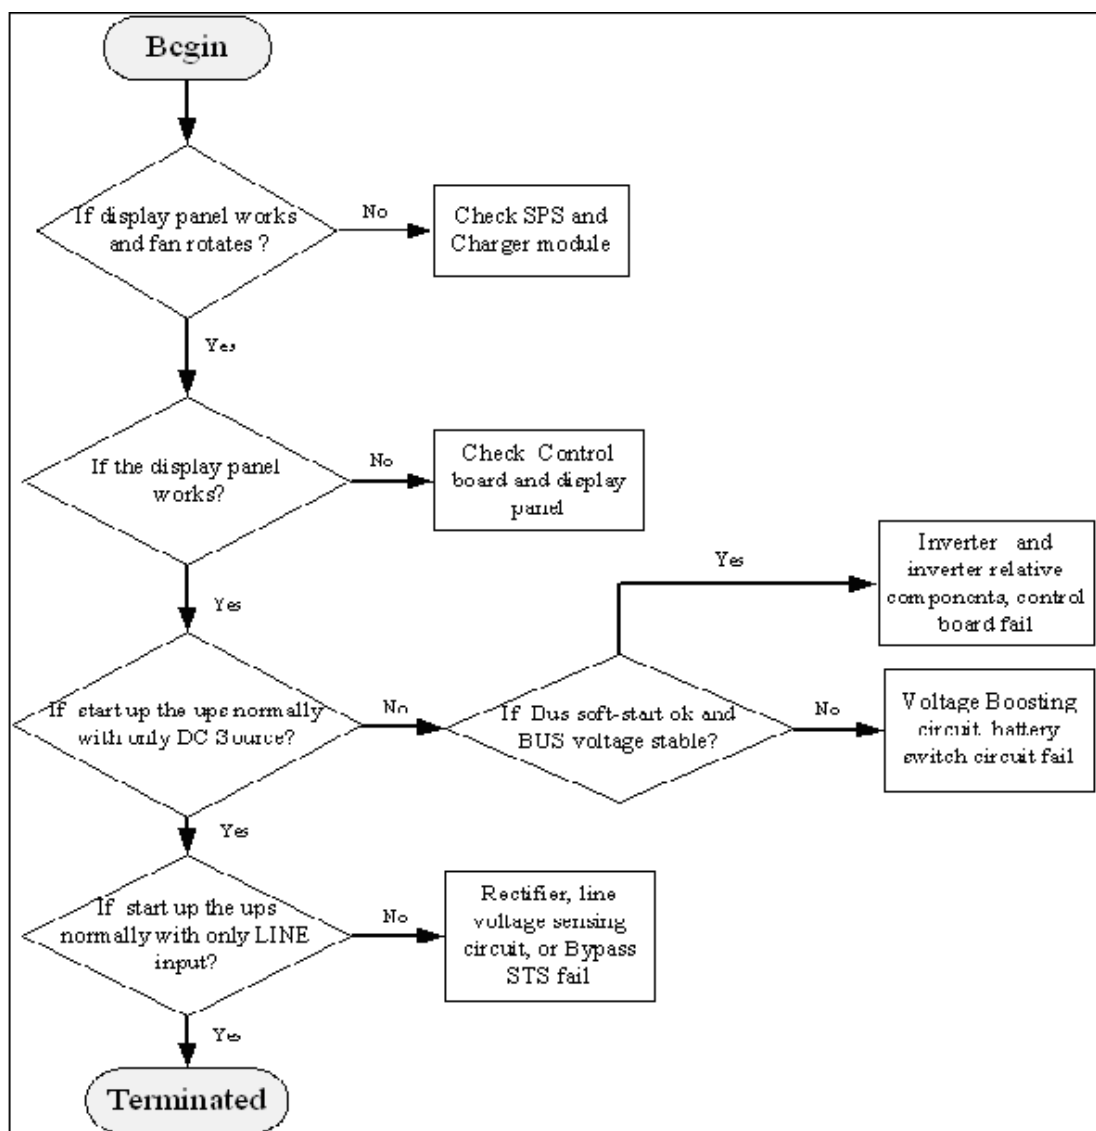 Begin
If display panel works
and fan rotates ?
No
Check SPS and
Charger module
Yes
If the display panel
works?
No
Check Control
board and display
panel
Yes
If start up the ups normally
with only DC Source?
No
If Bus soft-start ok and
BUS voltage stable?
Yes
Inverter and
inverter relative
components, control
board fail
No
Voltage Boosting
circuit, battery
switch circuit fail
Yes
If start up the ups
normally with only LINE
input?
No
Rectifier, line
voltage sensing
circuit, or Bypass
STS fail
Yes
Terminated